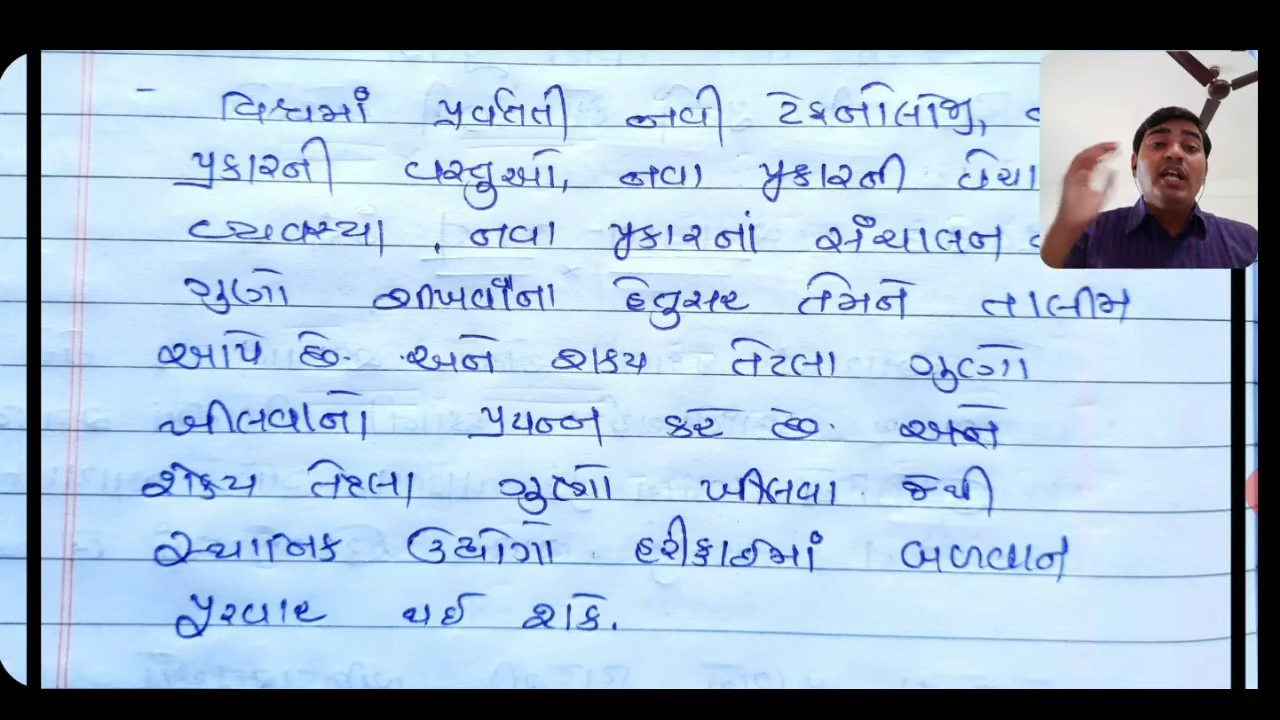 - વિશ્વમાં પ્રવર્તતી નવી ટેકનોલોજી,
પ્રકારની વસ્તુઓ, નવા પ્રકારની
વ્યવસ્થા, નવા પ્રકારનાં સંચાલન
ગુણો શીખવાના હેતુસર તેમને તાલીમ
આપે છે. અને શક્ય તેટલા ગુણો
ખીલવાનો પ્રયત્ન કરે છે. અને
શક્ય તેટલા ગુણો ખીલવા જેથી
સ્થાનિક ઉદ્યોગો હરીફાઈમાં બળવાન
પુરવાર થઈ શકે.